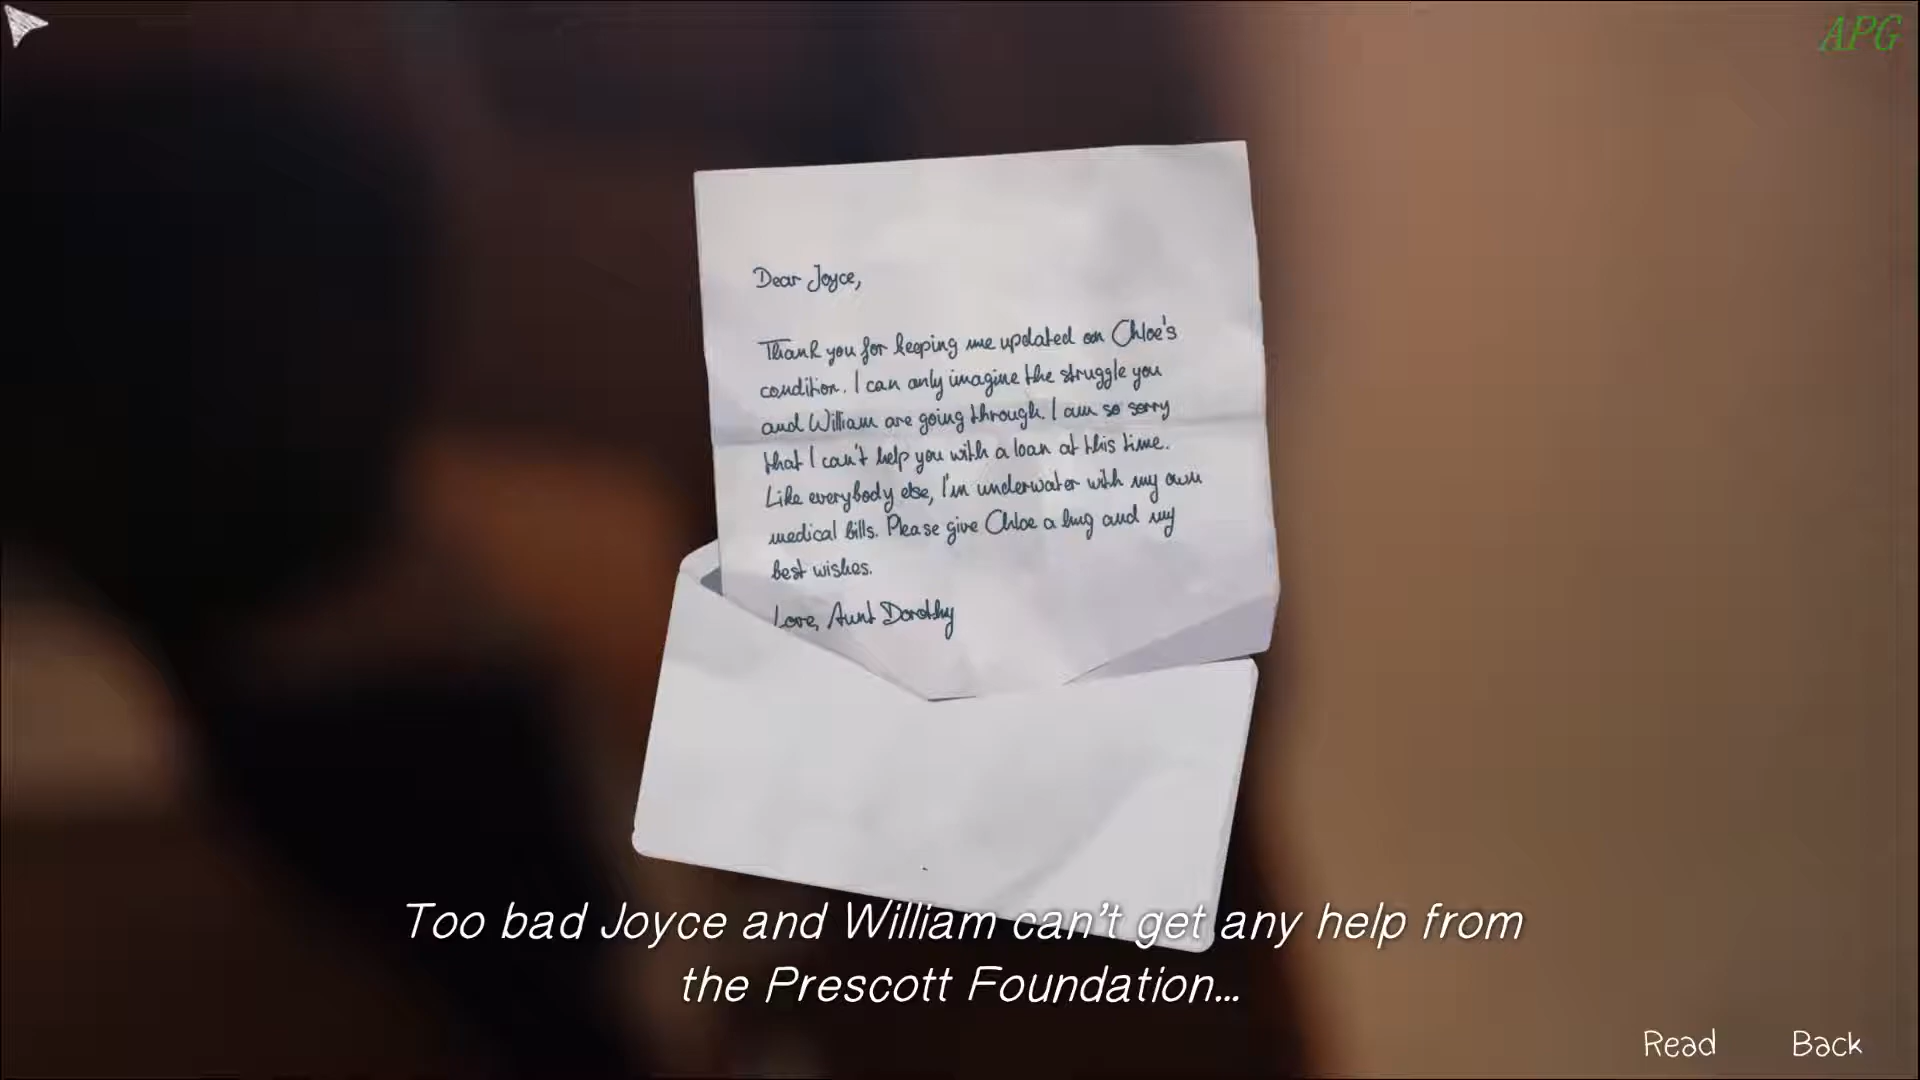 APG
Dear Joyce,
Thank you for keeping me updated on Chloe's
condition. I can only imagine the struggle you
and William are going through. I am so sorry
that I can't help you with a loan at this time.
Like everybody else, I'm underwater with my own
medical bills. Please give Chloe a hug and my
best wishes.
Love, Aunt Dorothy
Too bad Joyce and William can't get any help from
the Prescott Foundation...
Read Back